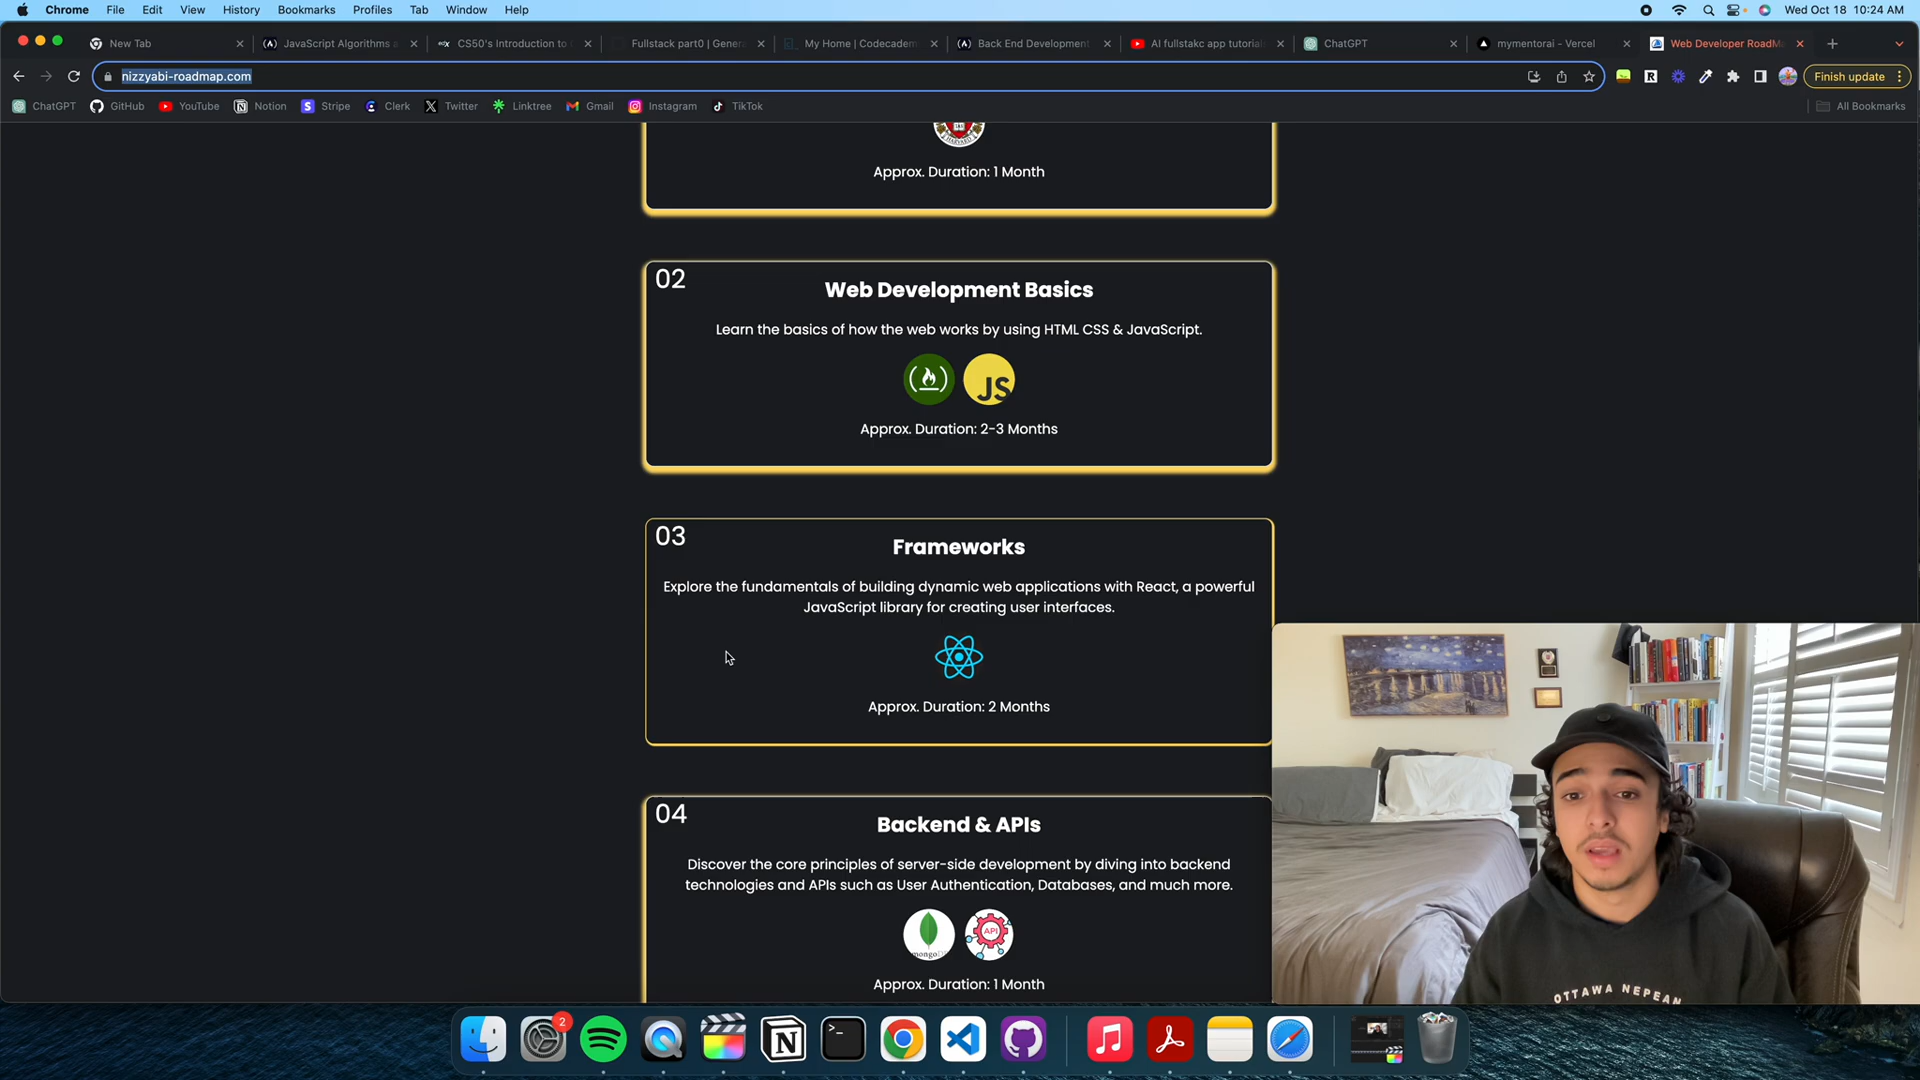 Chrome File Edit View History Bookmarks Profiles Tab Window Help Wed Oct 18 10:24 AM
New Tab JavaScript Algorithms a CS50's Introduction to Fullstack part0 | Gener My Home | Codecadem Back End Development AI fullstakc app tutorial ChatGPT mymentorai - Vercel Web Developer RoadM
nizzyabi-roadmap.com Finish update
ChatGPT GitHub YouTube Notion Stripe Clerk Twitter Linktree Gmail Instagram TikTok All Bookmarks
Approx. Duration: 1 Month
02
Web Development Basics
Learn the basics of how the web works by using HTML CSS & JavaScript.
JS
Approx. Duration: 2-3 Months
03
Frameworks
Explore the fundamentals of building dynamic web applications with React, a powerful
JavaScript library for creating user interfaces.
Approx. Duration: 2 Months
04
Backend & APIs
Discover the core principles of server-side development by diving into backend
technologies and APIs such as User Authentication, Databases, and much more.
API
Approx. Duration: 1 Month
OTTAWA NEPEAN
2